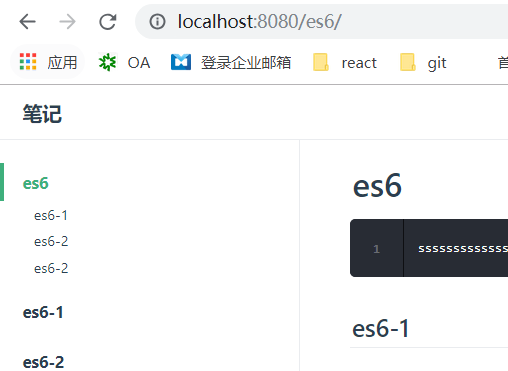 localhost:8080/es6/
应用 OA 登录企业邮箱 react git 首
笔记
es6
es6-1
es6-2
es6-2
es6-1
es6-2
es6
1 sssssssssssss
es6-1